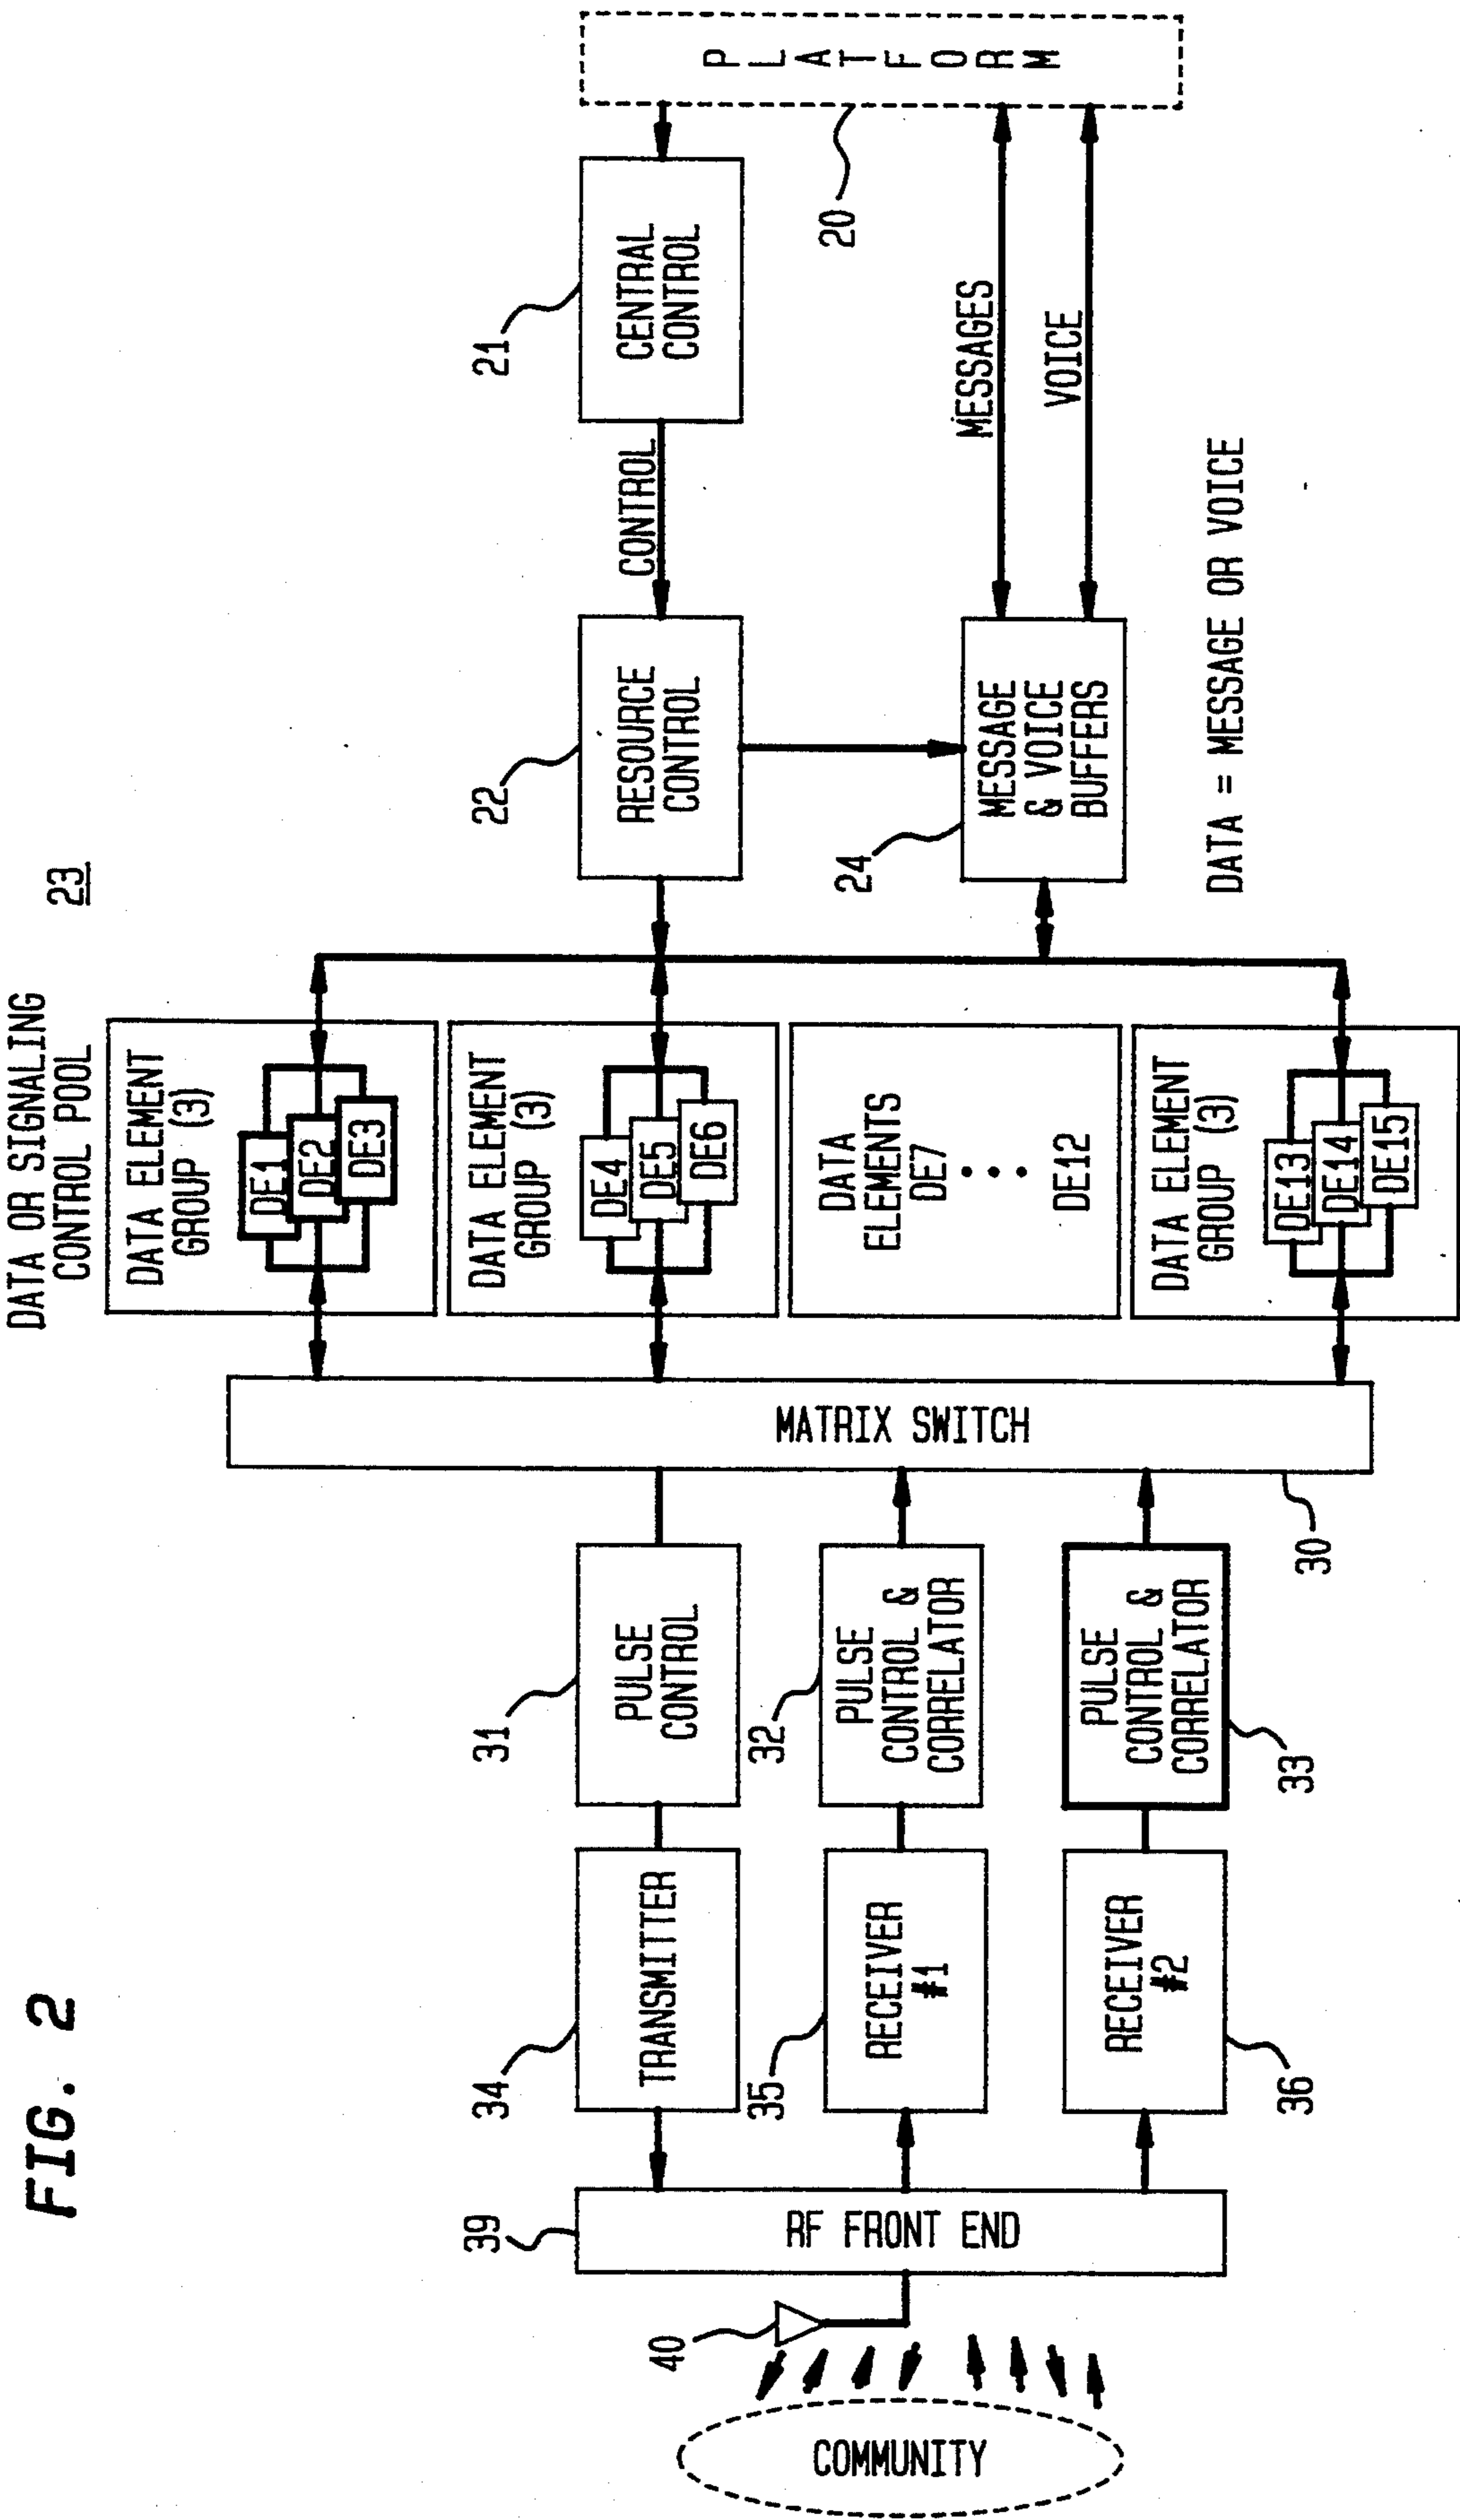 FIG. 2
DATA OR SIGNALING
CONTROL POOL
23
DATA ELEMENT
GROUP (3)
DE1
DE2
DE3
DATA ELEMENT
GROUP (3)
DE4
DE5
DE6
DATA
ELEMENTS
DE7
• • •
DE12
DATA ELEMENT
GROUP (3)
DE13
DE14
DE15
COMMUNITY
40
39
RF FRONT END
34
TRANSMITTER
35
RECEIVER
#1
36
RECEIVER
#2
31
PULSE
CONTROL
32
PULSE
CONTROL &
CORRELATOR
33
PULSE
CONTROL &
CORRELATOR
30
MATRIX SWITCH
22
RESOURCE
CONTROL
CONTROL
21
CENTRAL
CONTROL
24
MESSAGE
& VOICE
BUFFERS
MESSAGES
VOICE
20
PLATFORM
DATA = MESSAGE OR VOICE